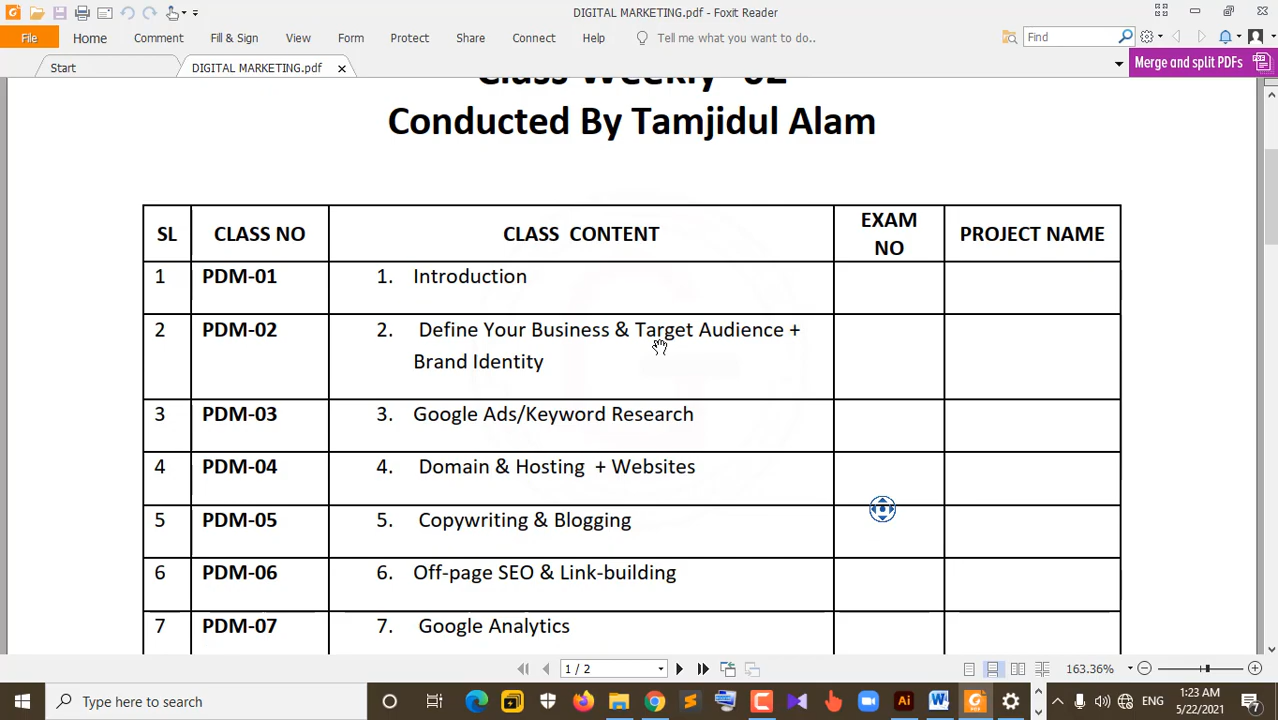 DIGITAL MARKETING.pdf - Foxit Reader
File Home Comment Fill & Sign View Form Protect Share Connect Help Tell me what you want to do.. Find
Start DIGITAL MARKETING.pdf Merge and split PDFs
Class Weekly -02
Conducted By Tamjidul Alam
SL CLASS NO CLASS CONTENT EXAM NO PROJECT NAME
1 PDM-01 1. Introduction
2 PDM-02 2. Define Your Business & Target Audience +
Brand Identity
3 PDM-03 3. Google Ads/Keyword Research
4 PDM-04 4. Domain & Hosting + Websites
5 PDM-05 5. Copywriting & Blogging
6 PDM-06 6. Off-page SEO & Link-building
7 PDM-07 7. Google Analytics
1 / 2 163.36%
Type here to search ENG 1:23 AM
5/22/2021 7